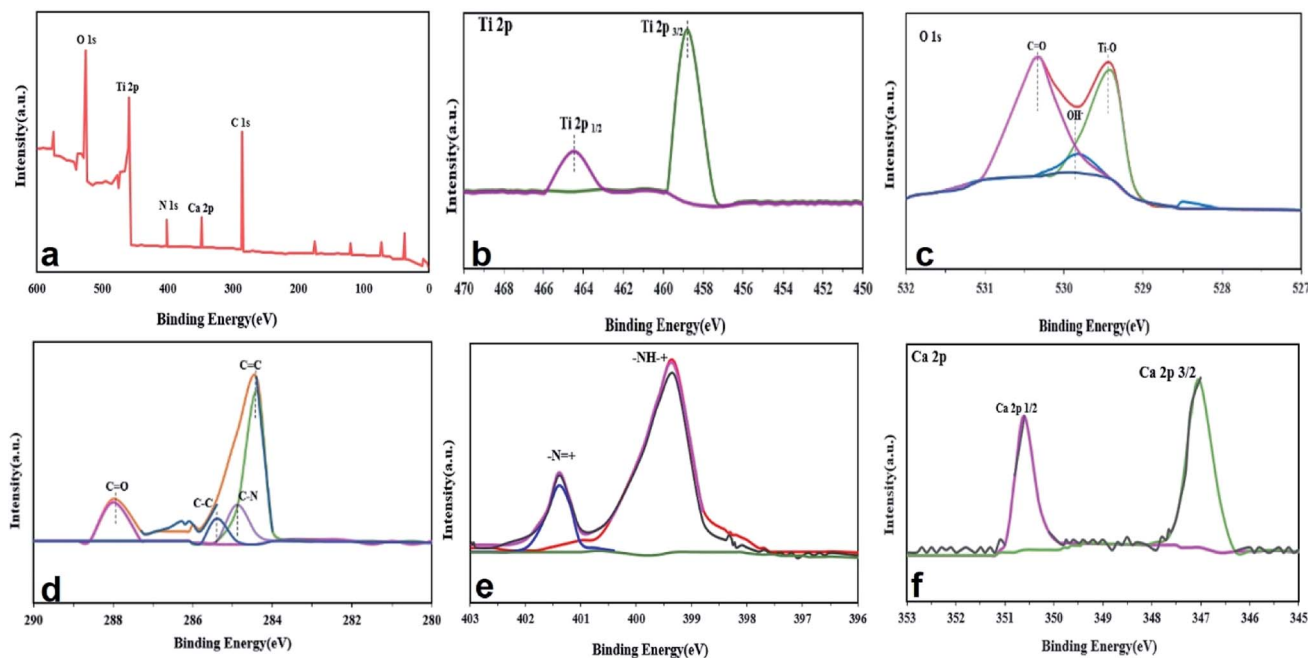 O 1s
Ti 2p
C 1s
N 1s
Ca 2p
a
Intensity(a.u.)
600 500 400 300 200 100 0
Binding Energy(eV)
Ti 2p
Ti 2p 3/2
Ti 2p 1/2
b
Intensity(a.u.)
470 468 466 464 462 460 458 456 454 452 450
Binding Energy(eV)
O 1s
C=O
Ti-O
OH-
c
Intensity(a.u.)
532 531 530 529 528 527
Binding Energy(eV)
C=C
C=O
C-C
C-N
d
Intensity(a.u.)
290 288 286 284 282 280
Binding Energy(eV)
-NH-+
-N=+
e
Intensity(a.u.)
403 402 401 400 399 398 397 396
Binding Energy(eV)
Ca 2p
Ca 2p 3/2
Ca 2p 1/2
f
Intensity(a.u.)
353 352 351 350 349 348 347 346 345
Binding Energy(eV)